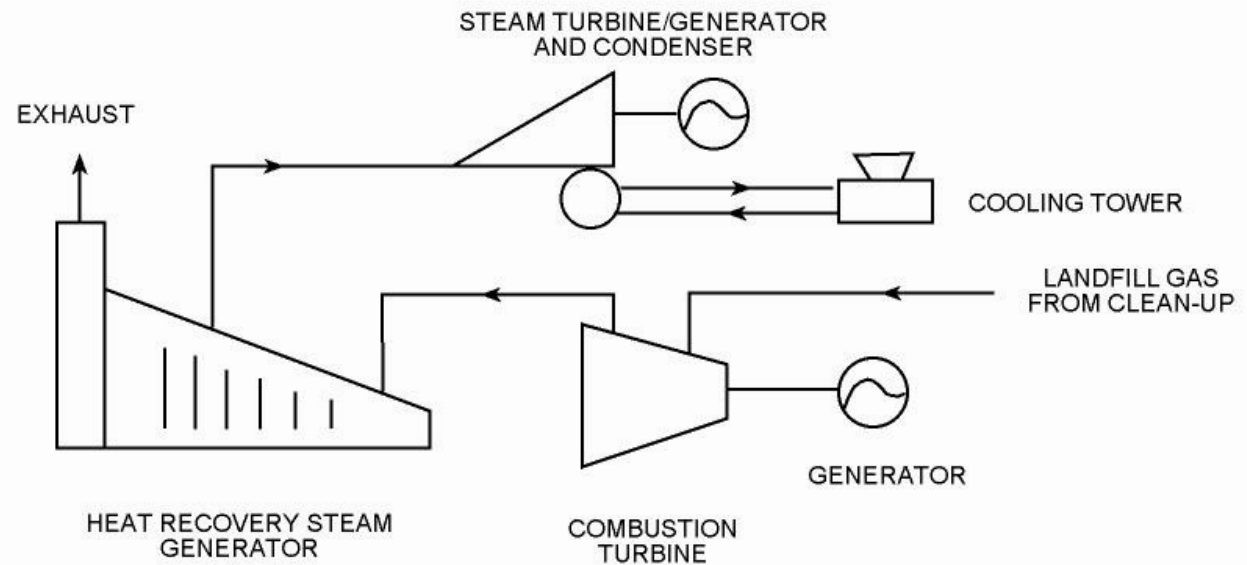 STEAM TURBINE/GENERATOR
AND CONDENSER
EXHAUST
COOLING TOWER
LANDFILL GAS
FROM CLEAN-UP
GENERATOR
HEAT RECOVERY STEAM
GENERATOR
COMBUSTION
TURBINE